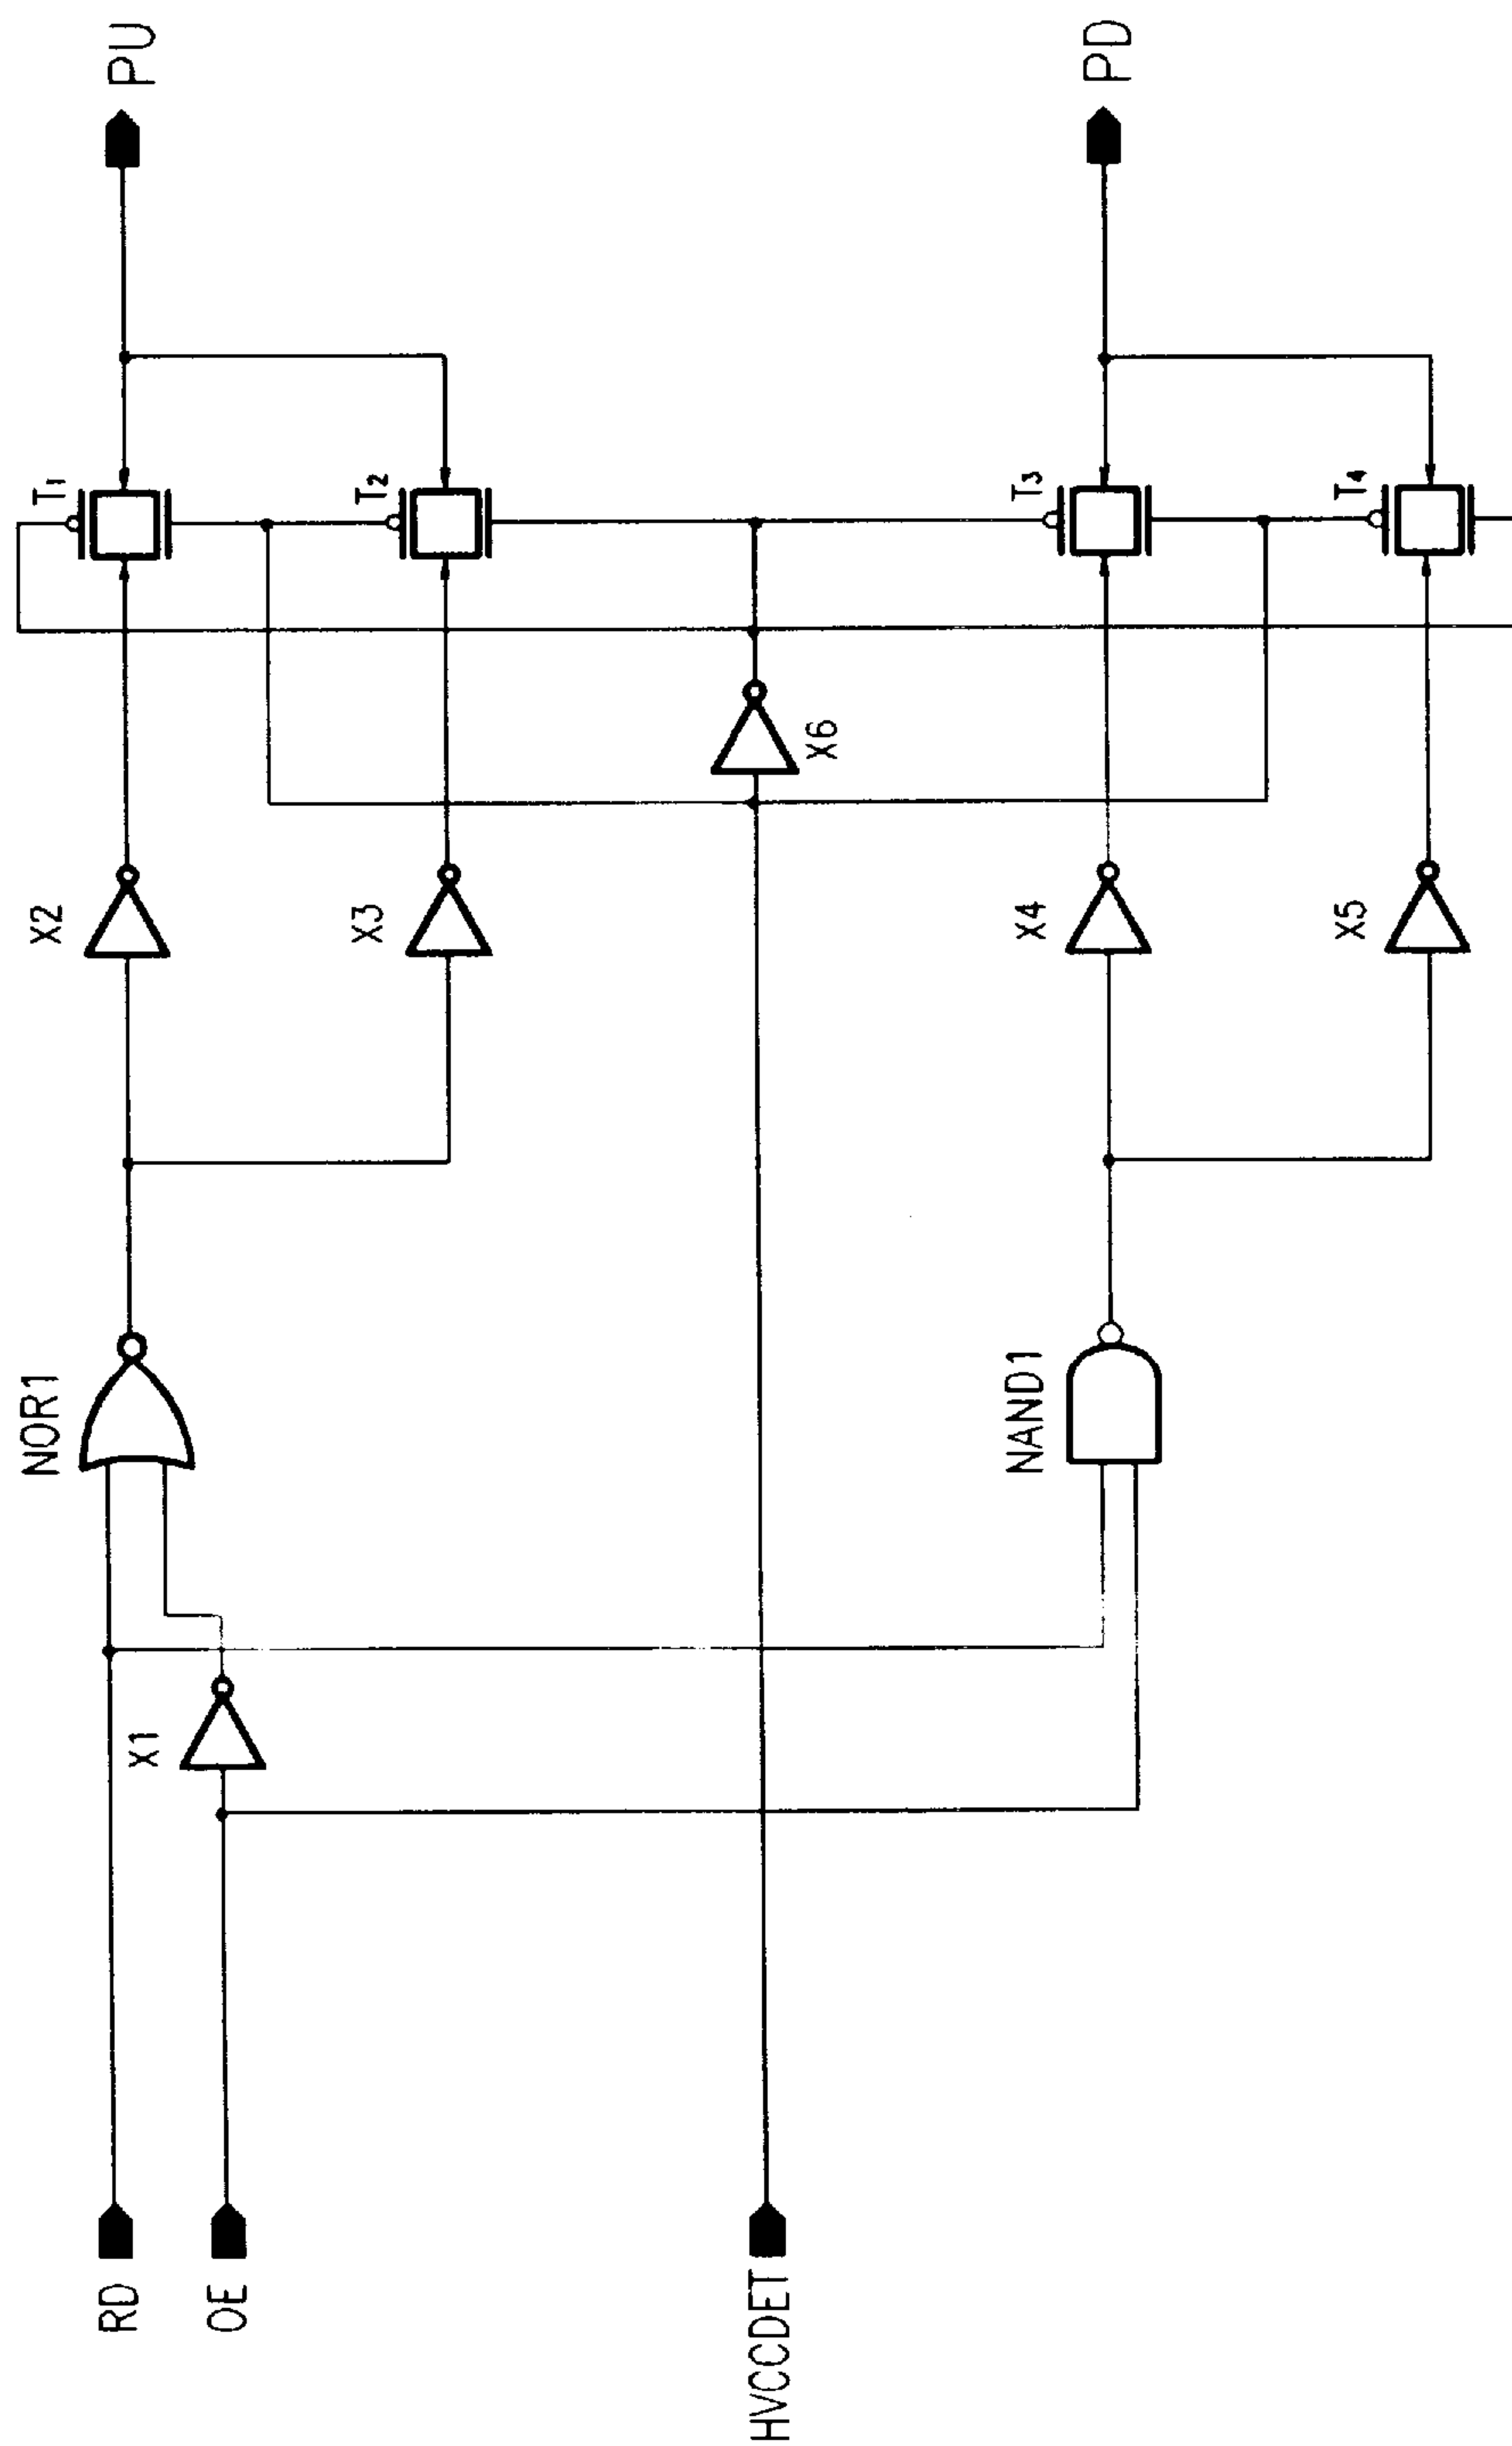 RD
OE
HVCCDET
X1
NOR1
NAND1
X2
X3
X4
X5
X6
T1
T2
T3
T4
PU
PD